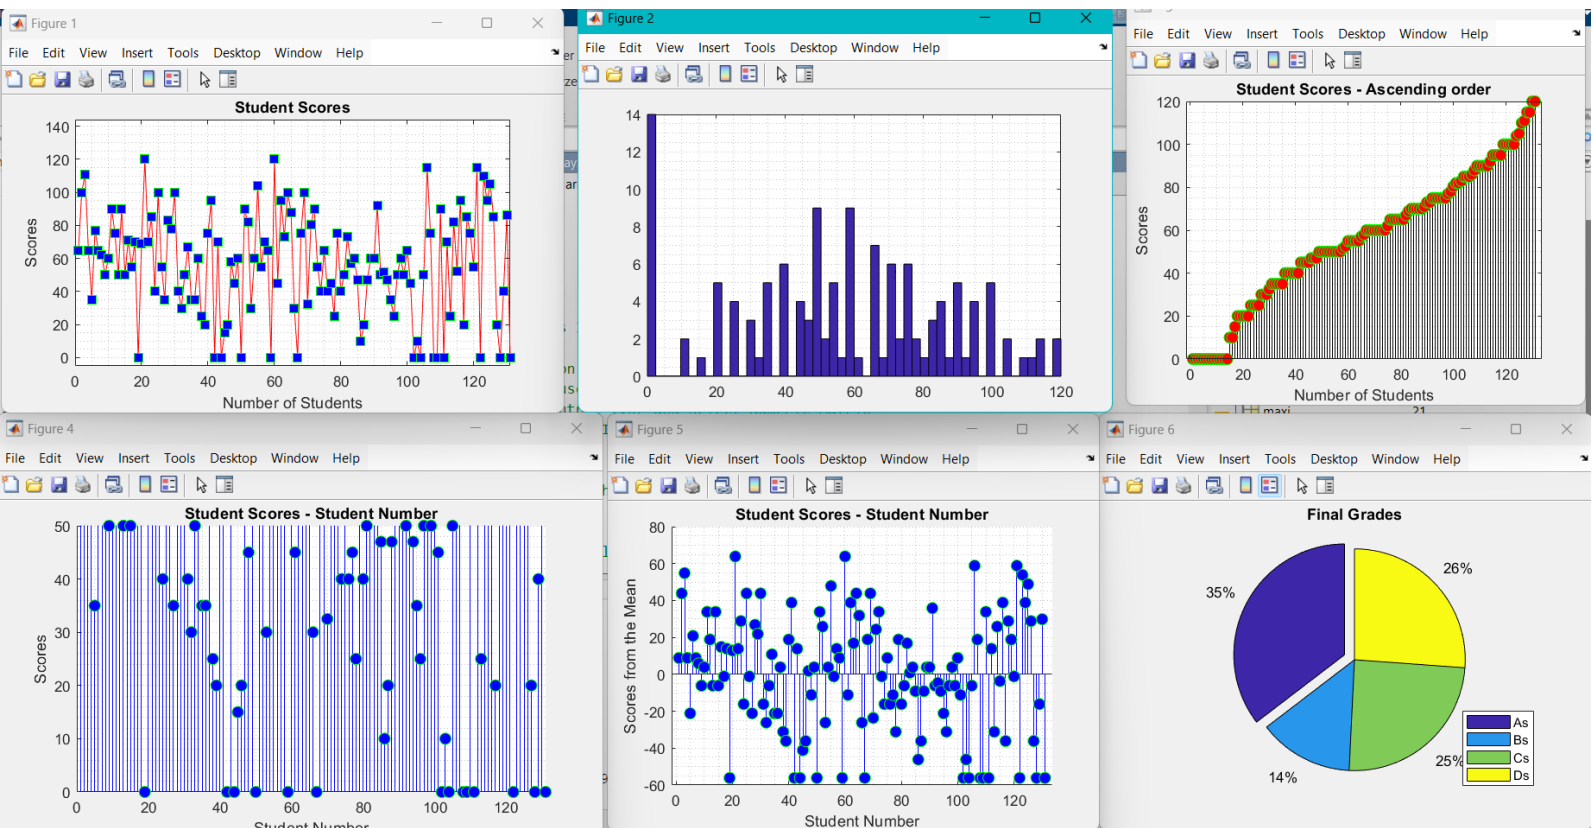 Figure 1
File Edit View Insert Tools Desktop Window Help
Student Scores
140
120
100
80
60
40
20
0
Scores
0 20 40 60 80 100 120
Number of Students
Figure 2
File Edit View Insert Tools Desktop Window Help
14
12
10
8
6
4
2
0
0 20 40 60 80 100 120
File Edit View Insert Tools Desktop Window Help
Student Scores - Ascending order
120
100
80
60
40
20
0
Scores
0 20 40 60 80 100 120
Number of Students
maxi 21
Figure 4
File Edit View Insert Tools Desktop Window Help
Student Scores - Student Number
50
40
30
20
10
0
Scores
0 20 40 60 80 100 120
Student Number
Figure 5
File Edit View Insert Tools Desktop Window Help
Student Scores - Student Number
80
60
40
20
0
-20
-40
-60
Scores from the Mean
0 20 40 60 80 100 120
Student Number
Figure 6
File Edit View Insert Tools Desktop Window Help
Final Grades
35%
26%
14%
25%
As
Bs
Cs
Ds